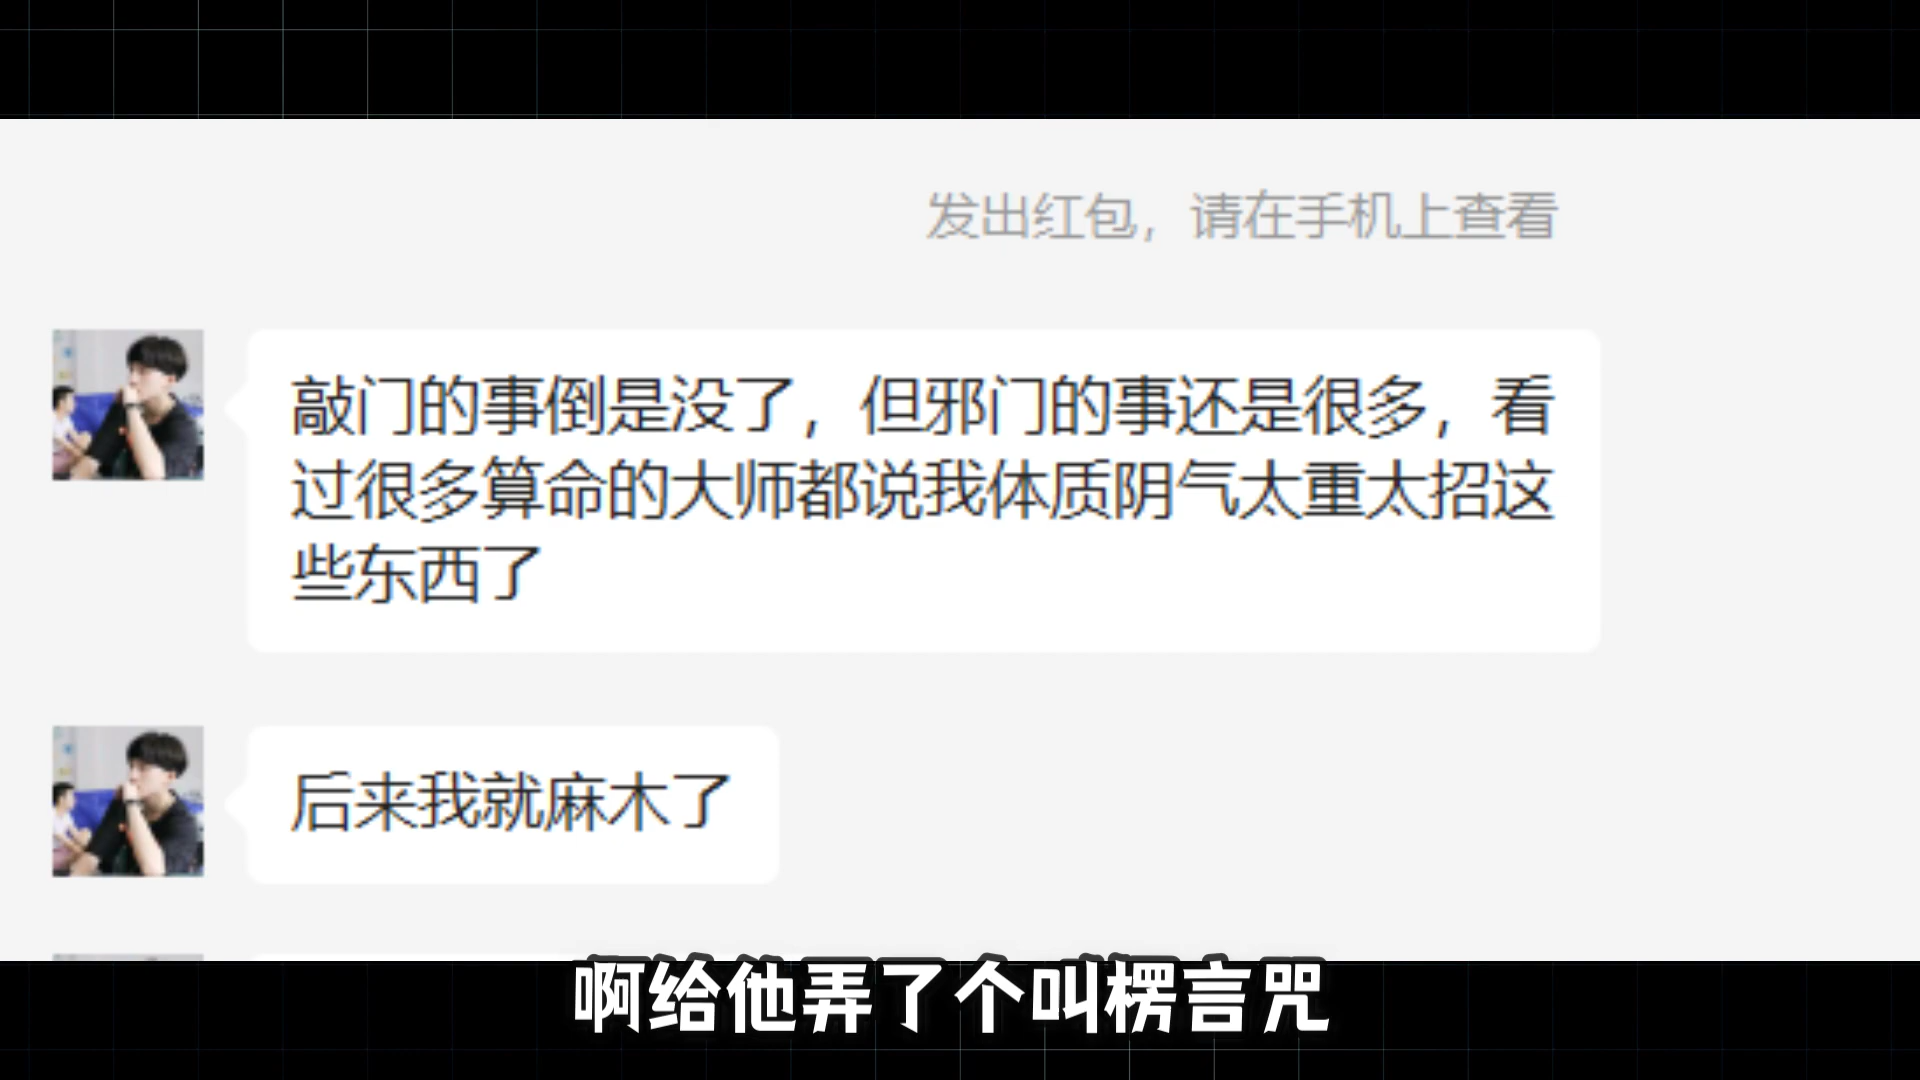 发出红包，请在手机上查看
敲门的事倒是没了，但邪门的事还是很多，看
过很多算命的大师都说我体质阴气太重太招这
些东西了
后来我就麻木了
啊给他弄了个叫楞言咒